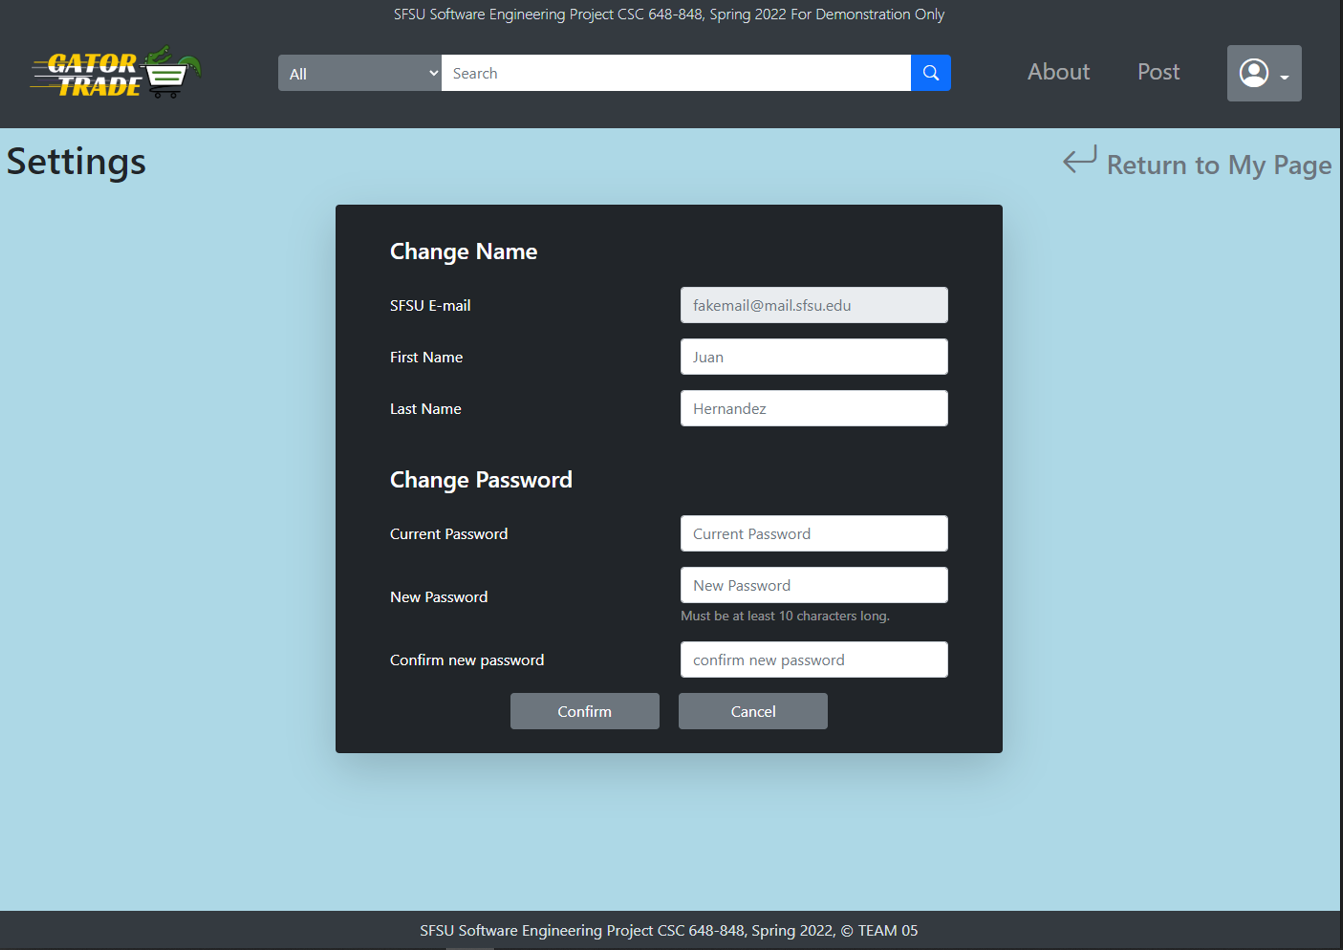 SFSU Software Engineering Project CSC 648-848, Spring 2022 For Demonstration Only
GATOR
TRADE
All
Search
About
Post
Settings
Return to My Page
Change Name
SFSU E-mail
fakemail@mail.sfsu.edu
First Name
Juan
Last Name
Hernandez
Change Password
Current Password
Current Password
New Password
New Password
Must be at least 10 characters long.
Confirm new password
confirm new password
Confirm
Cancel
SFSU Software Engineering Project CSC 648-848, Spring 2022, © TEAM 05